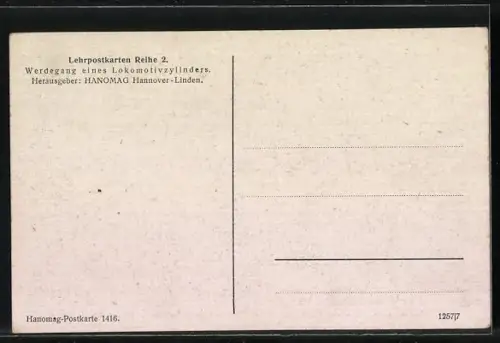 Lehrpostkarten Reihe 2.
Werdegang eines Lokomotivzylinders.
Herausgeber: HANOMAG Hannover-Linden.
Hanomag-Postkarte 1416.
1257|7